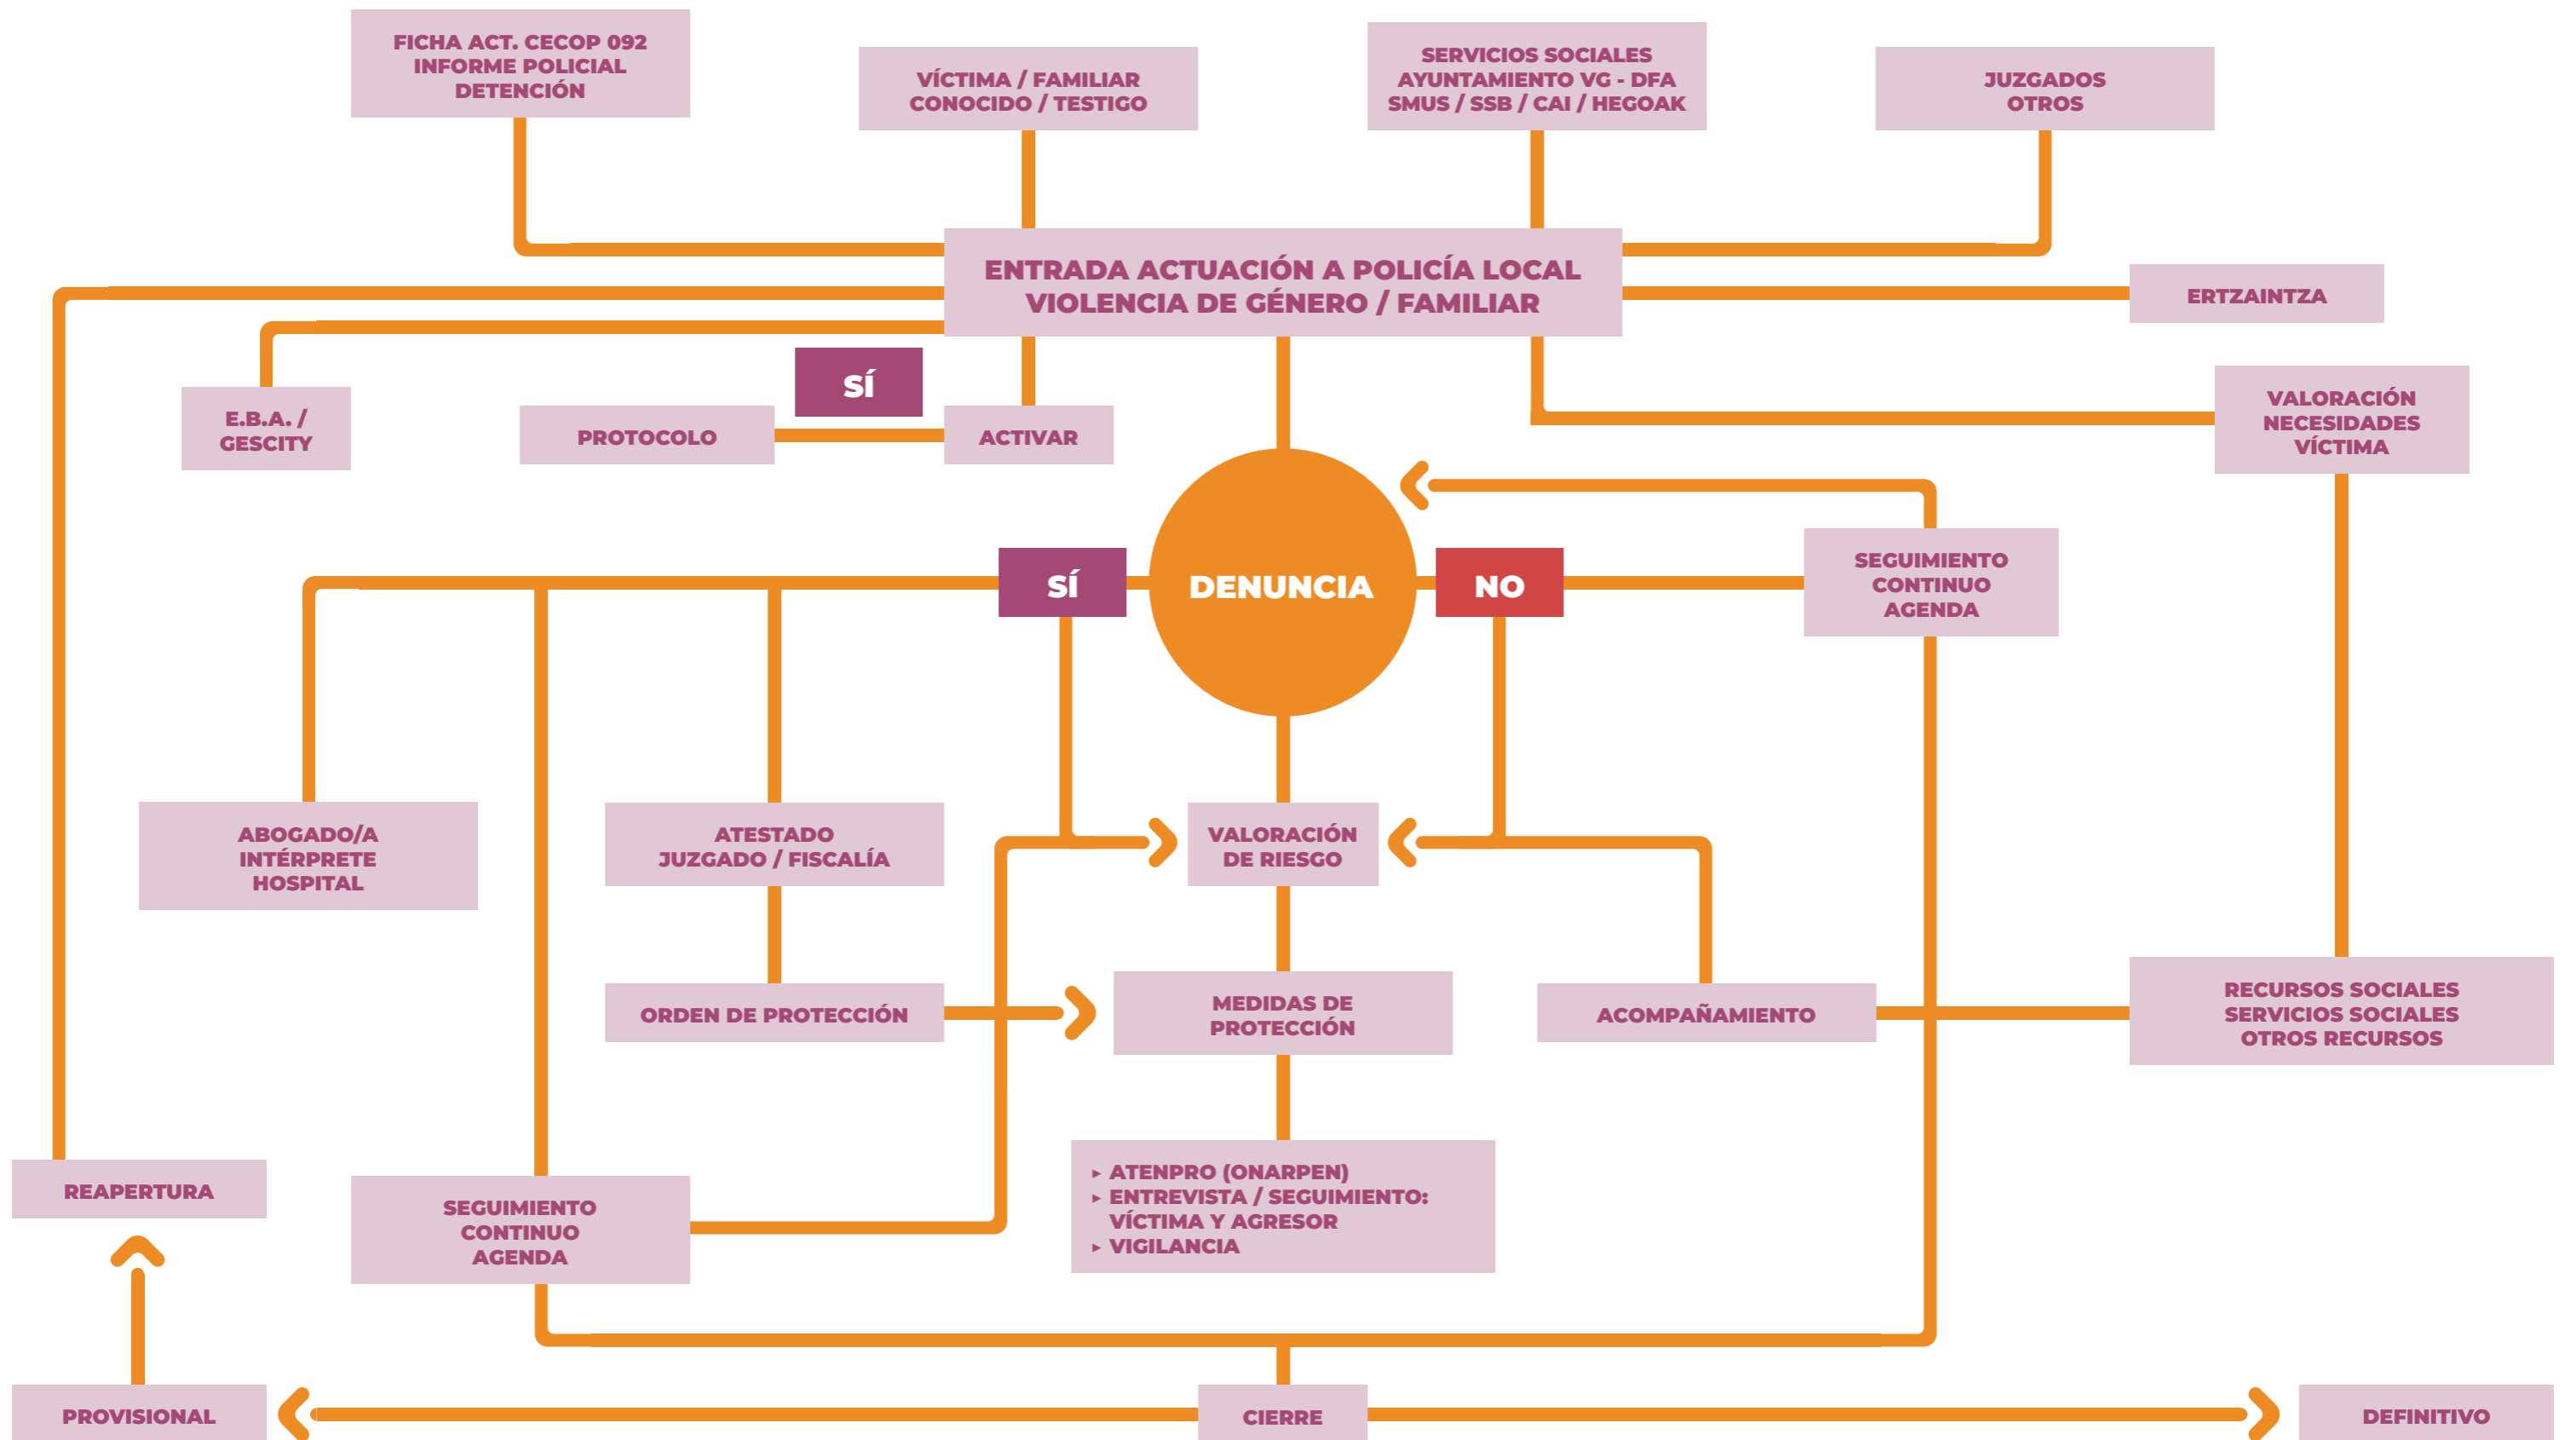 FICHA ACT. CECOP 092
INFORME POLICIAL
DETENCIÓN
VÍCTIMA / FAMILIAR
CONOCIDO / TESTIGO
SERVICIOS SOCIALES
AYUNTAMIENTO VG - DFA
SMUS / SSB / CAI / HEGOAK
JUZGADOS
OTROS
ENTRADA ACTUACIÓN A POLICÍA LOCAL
VIOLENCIA DE GÉNERO / FAMILIAR
ERTZAINTZA
SÍ
E.B.A. /
GESCITY
PROTOCOLO
ACTIVAR
VALORACIÓN
NECESIDADES
VÍCTIMA
SÍ
DENUNCIA
NO
SEGUIMIENTO
CONTINUO
AGENDA
ABOGADO/A
INTÉRPRETE
HOSPITAL
ATESTADO
JUZGADO / FISCALÍA
VALORACIÓN
DE RIESGO
ORDEN DE PROTECCIÓN
MEDIDAS DE
PROTECCIÓN
ACOMPAÑAMIENTO
RECURSOS SOCIALES
SERVICIOS SOCIALES
OTROS RECURSOS
REAPERTURA
SEGUIMIENTO
CONTINUO
AGENDA
▸ ATENPRO (ONARPEN)
▸ ENTREVISTA / SEGUIMIENTO:
VÍCTIMA Y AGRESOR
▸ VIGILANCIA
PROVISIONAL
CIERRE
DEFINITIVO